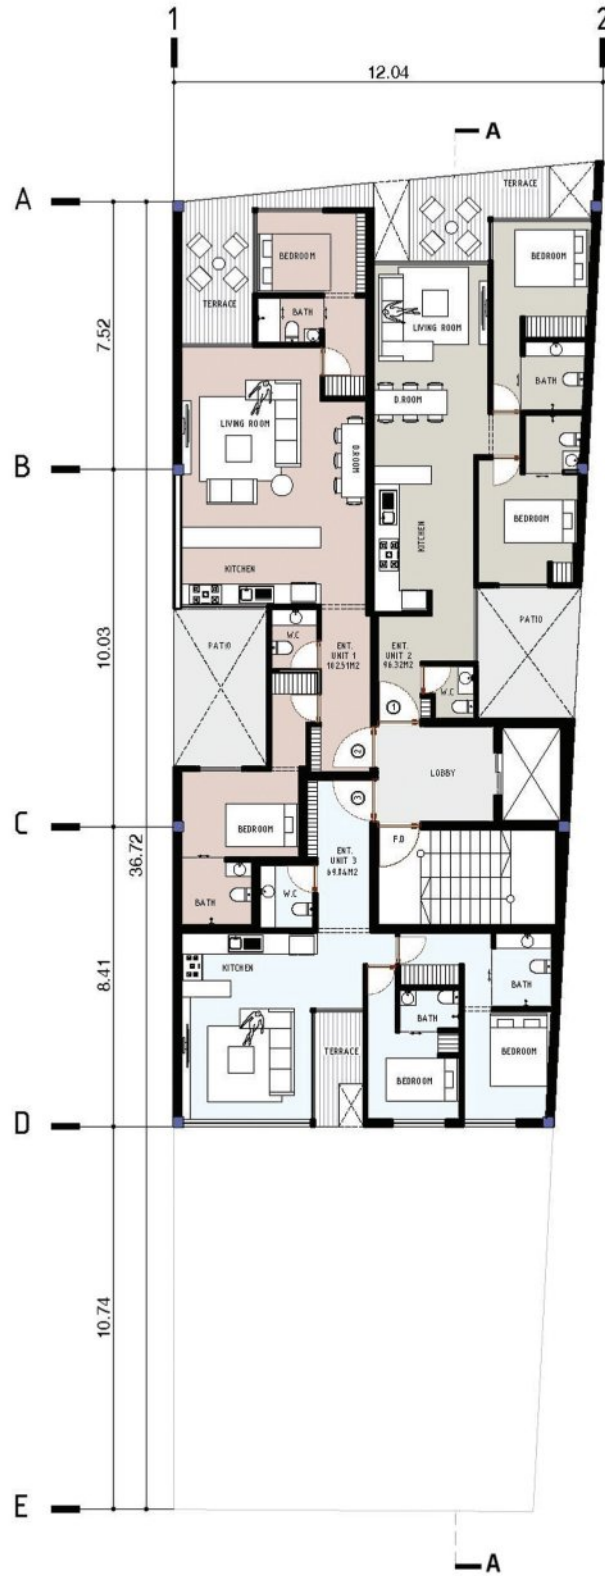 1
2
12.04
A
A
TERRACE
BEDROOM
BEDROOM
TERRACE
BATH
LIVING ROOM
7.52
BATH
D.ROOM
LIVING ROOM
D.ROOM
B
BEDROOM
KITCHEN
KITCHEN
10.03
PATIO
W.C
ENT.
UNIT 1
102.51M2
ENT.
UNIT 2
96.32M2
PATIO
W.C
1
2
LOBBY
3
C
BEDROOM
F.D
ENT.
UNIT 3
69.84M2
36.72
BATH
W.C
KITCHEN
8.41
BATH
BATH
TERRACE
BEDROOM
BEDROOM
D
10.74
E
A